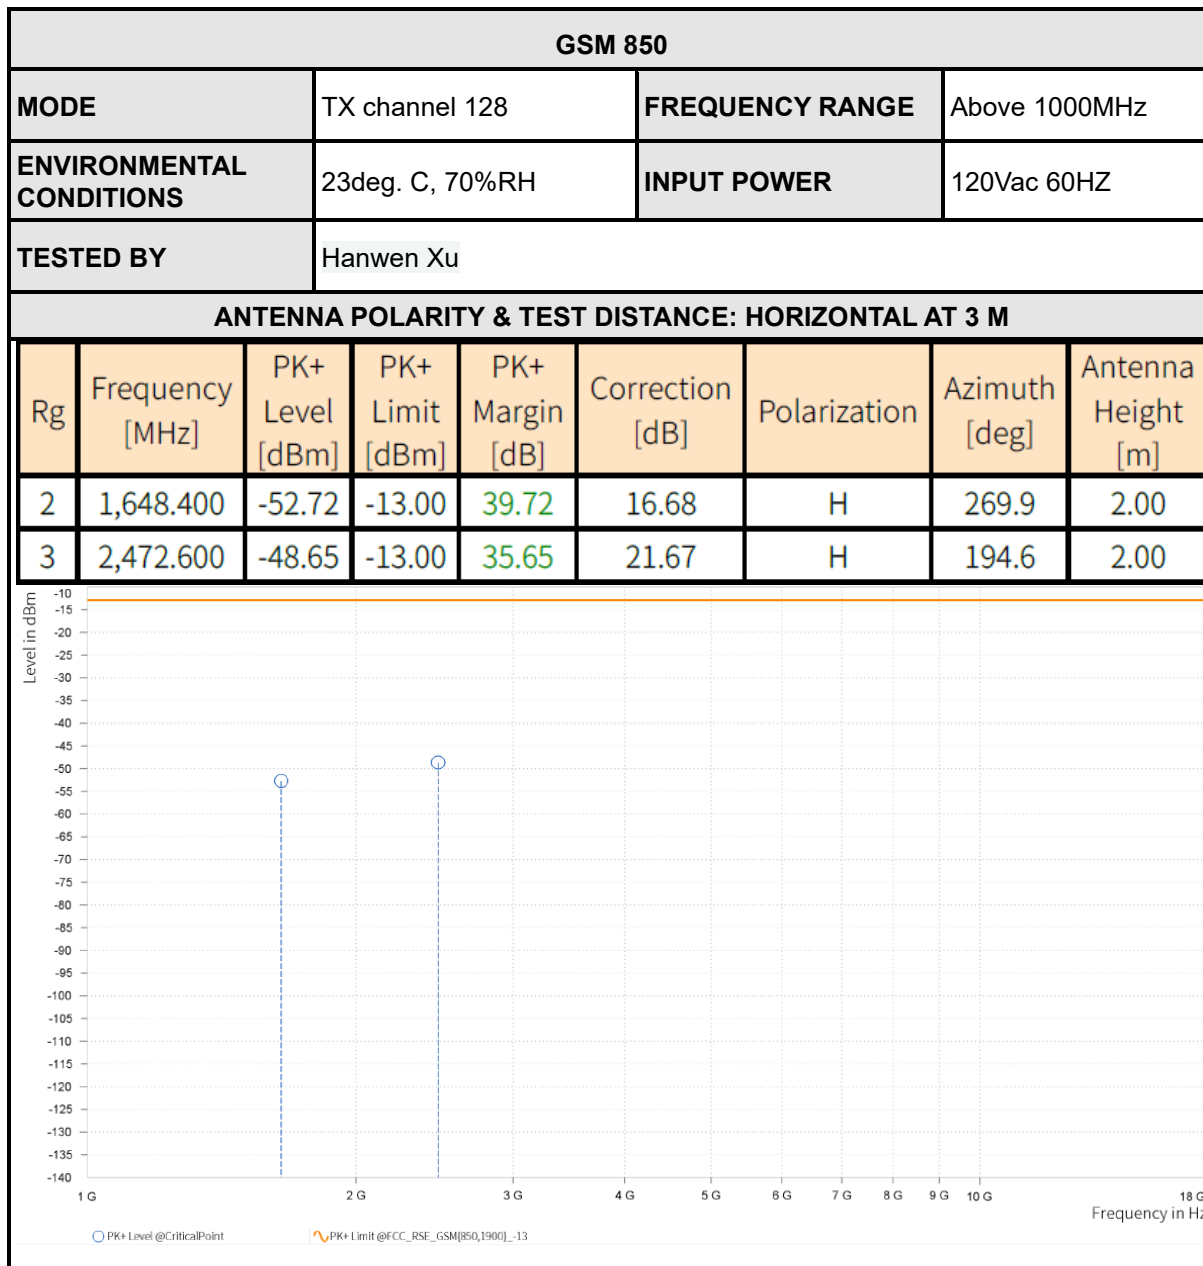 GSM 850
MODE TX channel 128 FREQUENCY RANGE Above 1000MHz
ENVIRONMENTAL CONDITIONS 23deg. C, 70%RH INPUT POWER 120Vac 60HZ
TESTED BY Hanwen Xu
ANTENNA POLARITY & TEST DISTANCE: HORIZONTAL AT 3 M
Rg Frequency [MHz] PK+ Level [dBm] PK+ Limit [dBm] PK+ Margin [dB] Correction [dB] Polarization Azimuth [deg] Antenna Height [m]
2 1,648.400 -52.72 -13.00 39.72 16.68 H 269.9 2.00
3 2,472.600 -48.65 -13.00 35.65 21.67 H 194.6 2.00
Level in dBm
-10
-15
-20
-25
-30
-35
-40
-45
-50
-55
-60
-65
-70
-75
-80
-85
-90
-95
-100
-105
-110
-115
-120
-125
-130
-135
-140
1 G 2 G 3 G 4 G 5 G 6 G 7 G 8 G 9 G 10 G 18 G
Frequency in Hz
PK+ Level @CriticalPoint PK+ Limit @FCC_RSE_GSM(850,1900)_-13